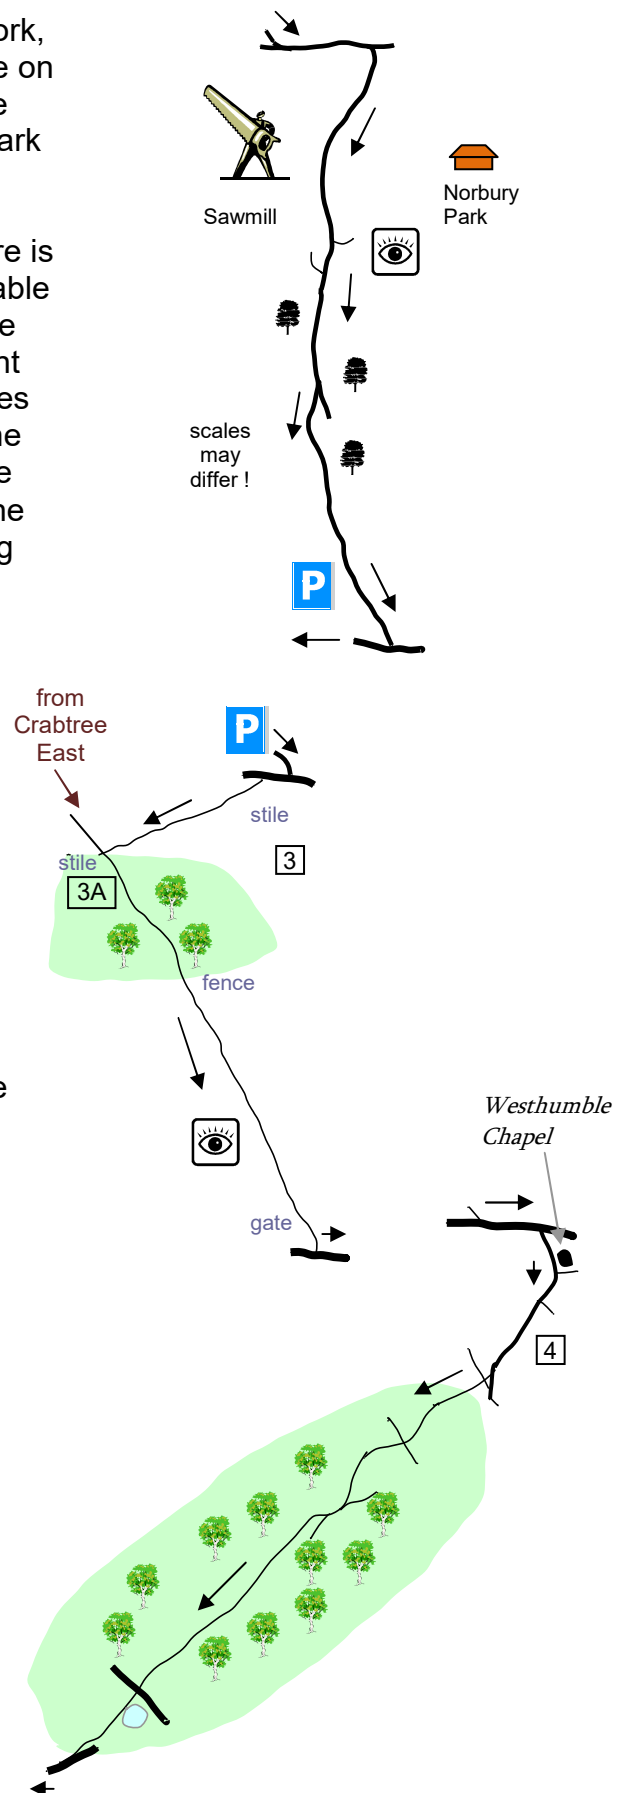 ork,
e on
e
ark
re is
able
e
nt
es
ne
e
ne
g
Sawmill
Norbury
Park
scales
may
differ !
P
from
Crabtree
East
P
stile
3
stile
3A
fence
e
gate
Westhumble
Chapel
4